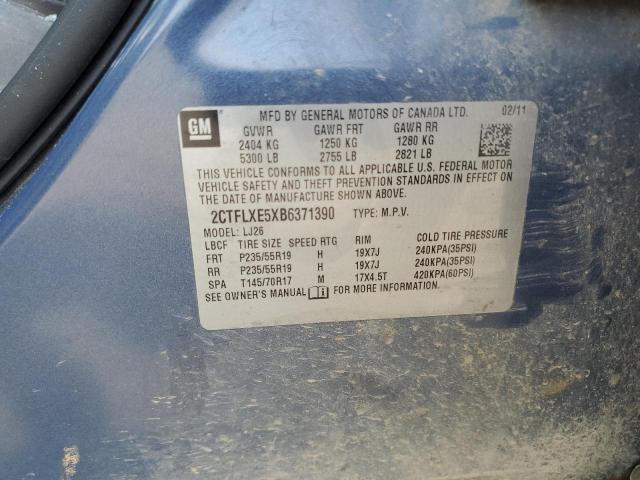 GM
MFD BY GENERAL MOTORS OF CANADA LTD. 02/11
GVWR GAWR FRT GAWR RR
2404 KG 1250 KG 1280 KG
5300 LB 2755 LB 2821 LB
THIS VEHICLE CONFORMS TO ALL APPLICABLE U.S. FEDERAL MOTOR
VEHICLE SAFETY AND THEFT PREVENTION STANDARDS IN EFFECT ON
THE DATE OF MANUFACTURE SHOWN ABOVE.
2CTFLXE5XB6371390 TYPE: M.P.V.
MODEL: LJ26
LBCF TIRE SIZE SPEED RTG RIM COLD TIRE PRESSURE
FRT P235/55R19 H 19X7J 240KPA(35PSI)
RR P235/55R19 H 19X7J 240KPA(35PSI)
SPA T145/70R17 M 17X4.5T 420KPA(60PSI)
SEE OWNER'S MANUAL FOR MORE INFORMATION.